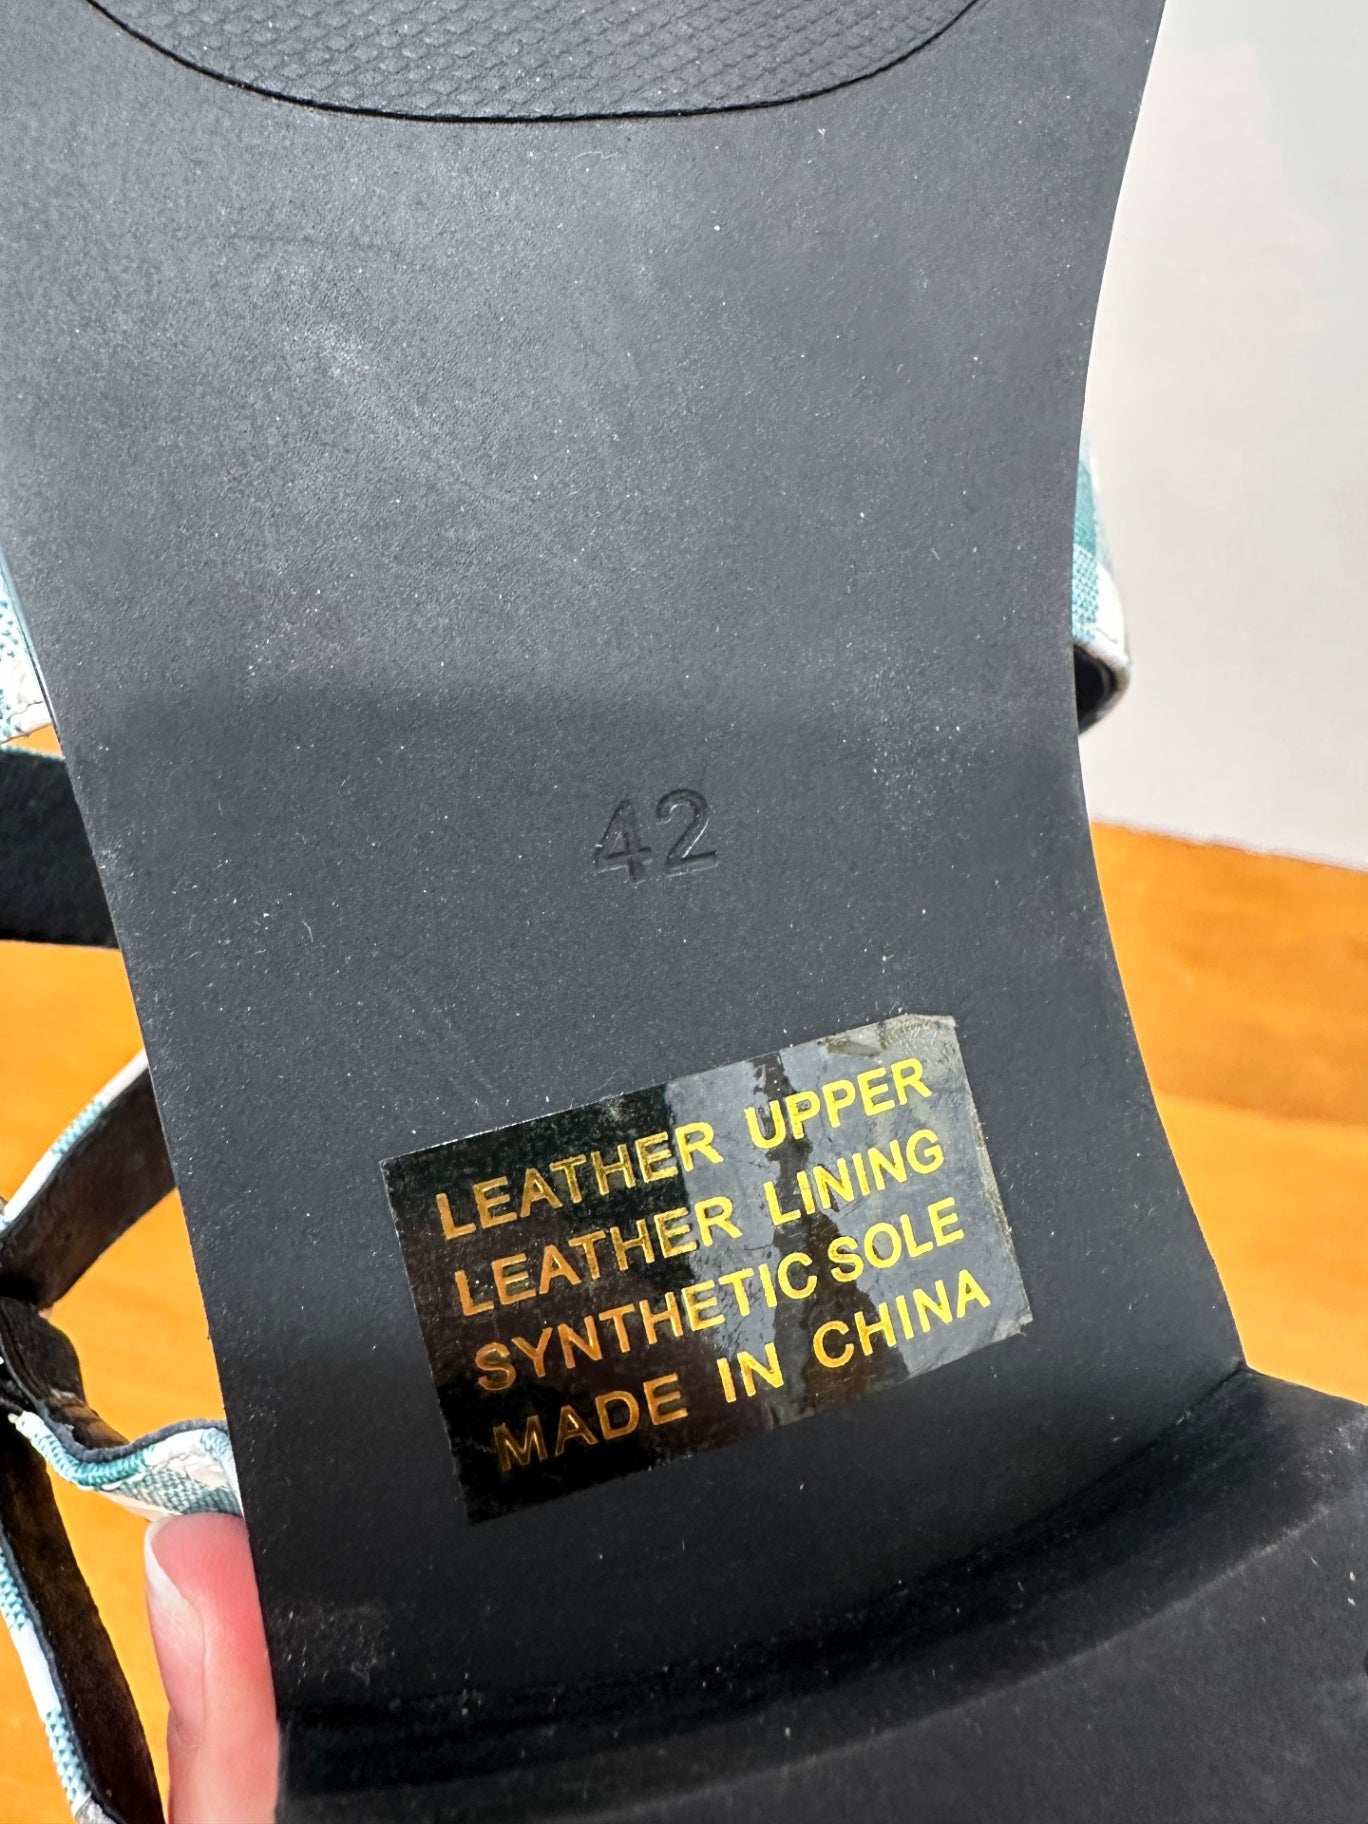 42
LEATHER UPPER
LEATHER LINING
SYNTHETIC SOLE
MADE IN CHINA